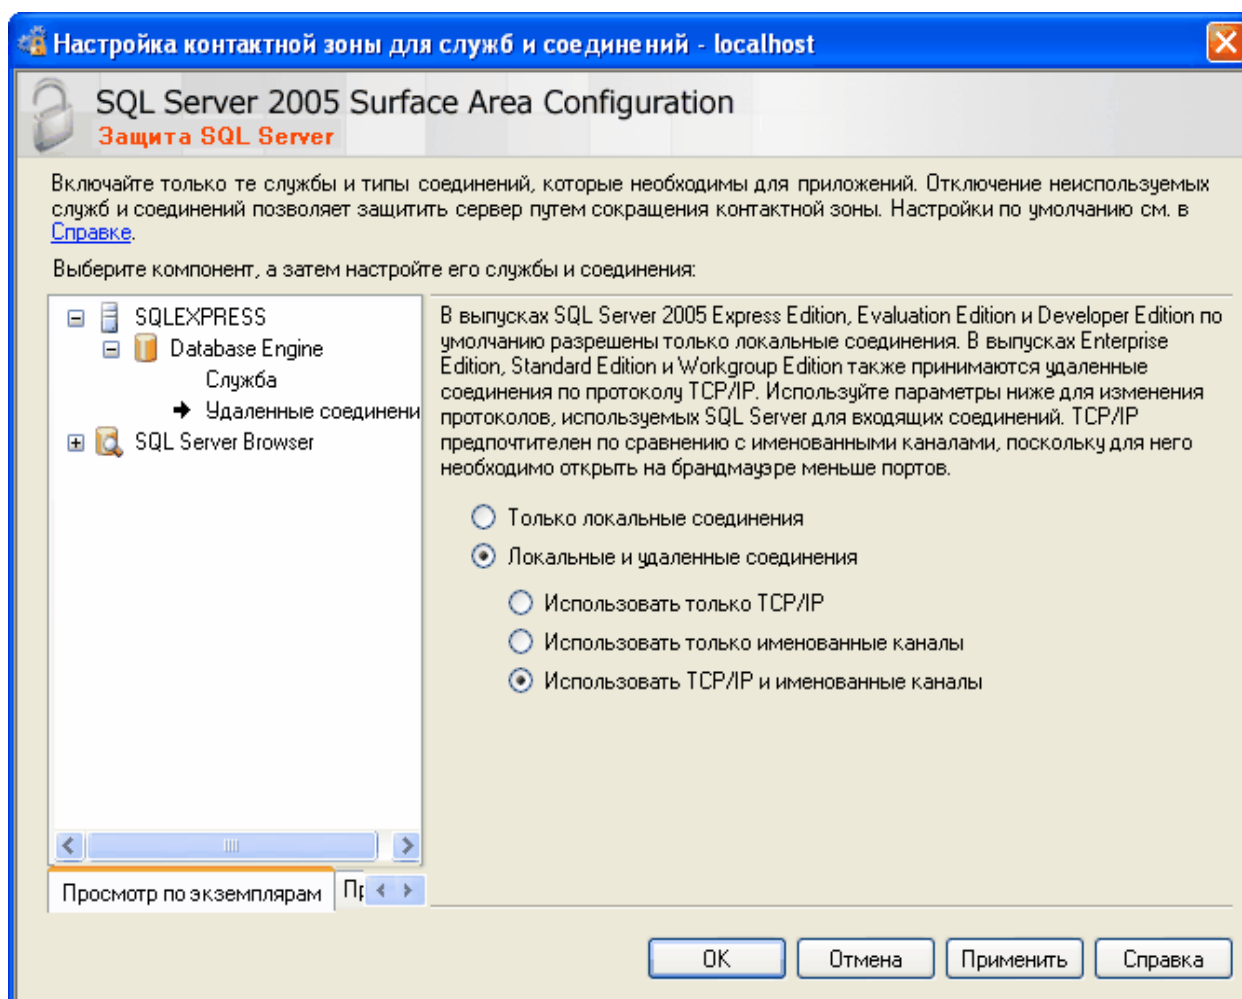 Настройка контактной зоны для служб и соединений - localhost
SQL Server 2005 Surface Area Configuration
Защита SQL Server
Включайте только те службы и типы соединений, которые необходимы для приложений. Отключение неиспользуемых
служб и соединений позволяет защитить сервер путем сокращения контактной зоны. Настройки по умолчанию см. в
Справке.
Выберите компонент, а затем настройте его службы и соединения:
SQLEXPRESS
Database Engine
Служба
Удаленные соединени
SQL Server Browser
Просмотр по экземплярам
В выпусках SQL Server 2005 Express Edition, Evaluation Edition и Developer Edition по
умолчанию разрешены только локальные соединения. В выпусках Enterprise
Edition, Standard Edition и Workgroup Edition также принимаются удаленные
соединения по протоколу TCP/IP. Используйте параметры ниже для изменения
протоколов, используемых SQL Server для входящих соединений. TCP/IP
предпочтителен по сравнению с именованными каналами, поскольку для него
необходимо открыть на брандмауэре меньше портов.
Только локальные соединения
Локальные и удаленные соединения
Использовать только TCP/IP
Использовать только именованные каналы
Использовать TCP/IP и именованные каналы
OK
Отмена
Применить
Справка